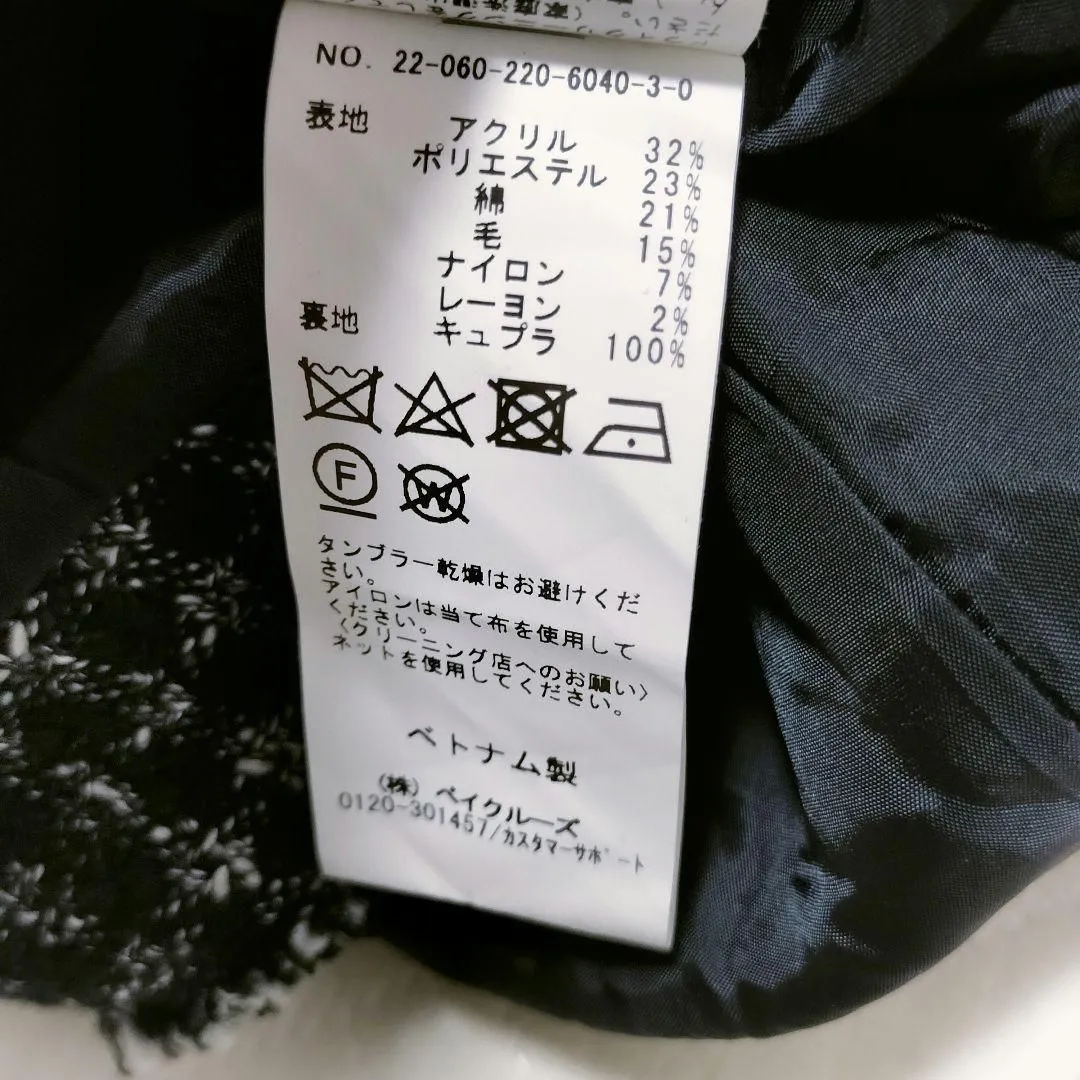 NO. 22-060-220-6040-3-0
表地 アクリル 32%
ポリエステル 23%
綿 21%
毛 15%
ナイロン 7%
レーヨン 2%
裏地 キュプラ 100%
F W
タンブラー乾燥はお避けくだ
さい。
アイロンは当て布を使用して
ください。
〈クリーニング店へのお願い〉
ネットを使用してください。
ベトナム製
(株) ベイクルーズ
0120-301457/カスタマーサポート